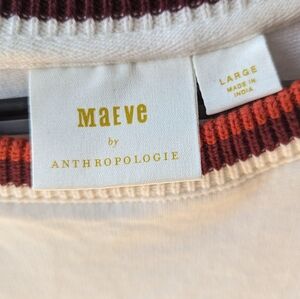 MaEve
by
ANTHROPOLOGIE
LARGE
MADE IN
INDIA